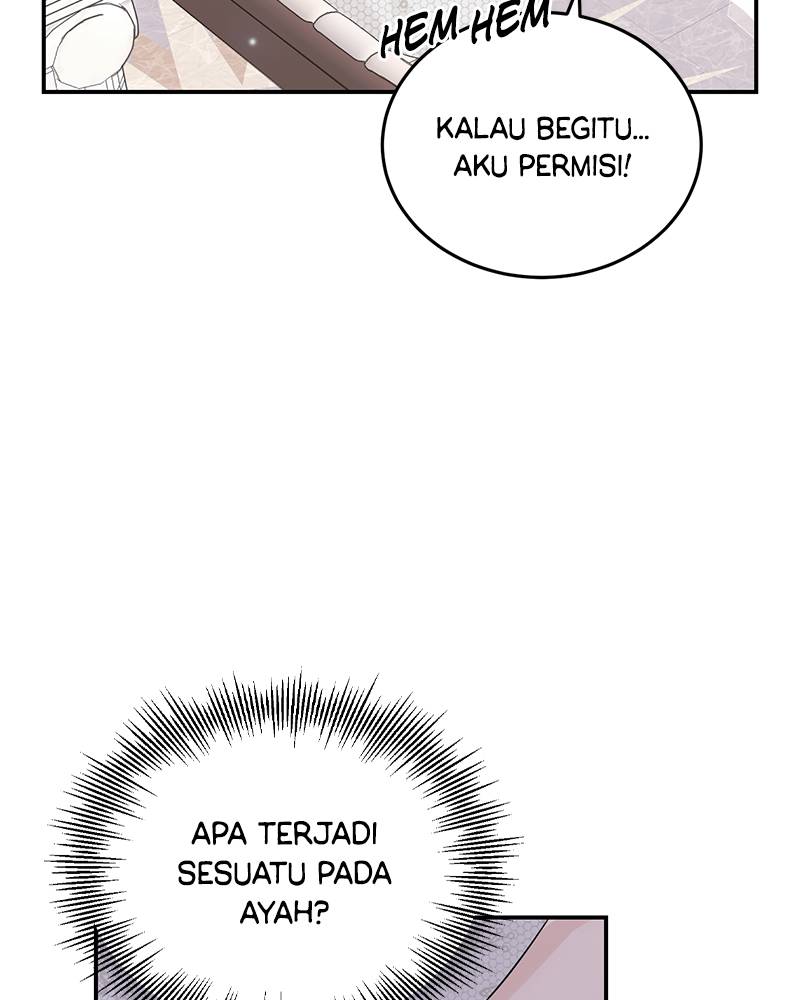 HEM-HEM
KALAU BEGITU...
AKU PERMISI!
APA TERJADI
SESUATU PADA
AYAH?